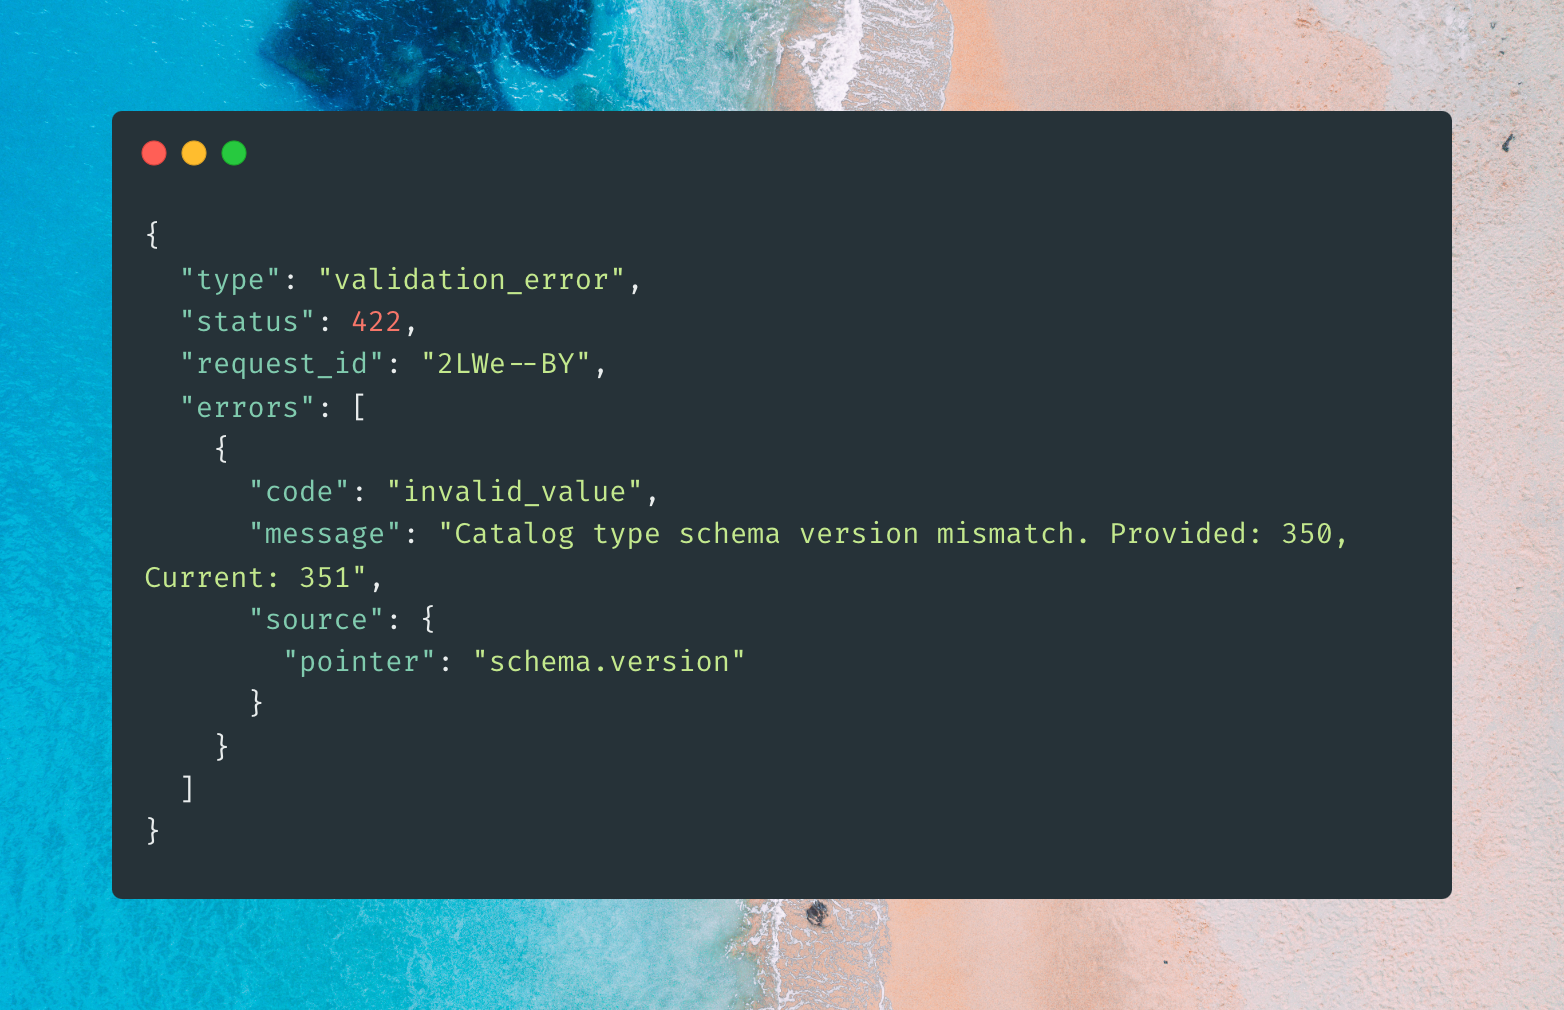 {
  "type": "validation_error",
  "status": 422,
  "request_id": "2LWe--BY",
  "errors": [
    {
      "code": "invalid_value",
      "message": "Catalog type schema version mismatch. Provided: 350,
Current: 351",
      "source": {
        "pointer": "schema.version"
      }
    }
  ]
}